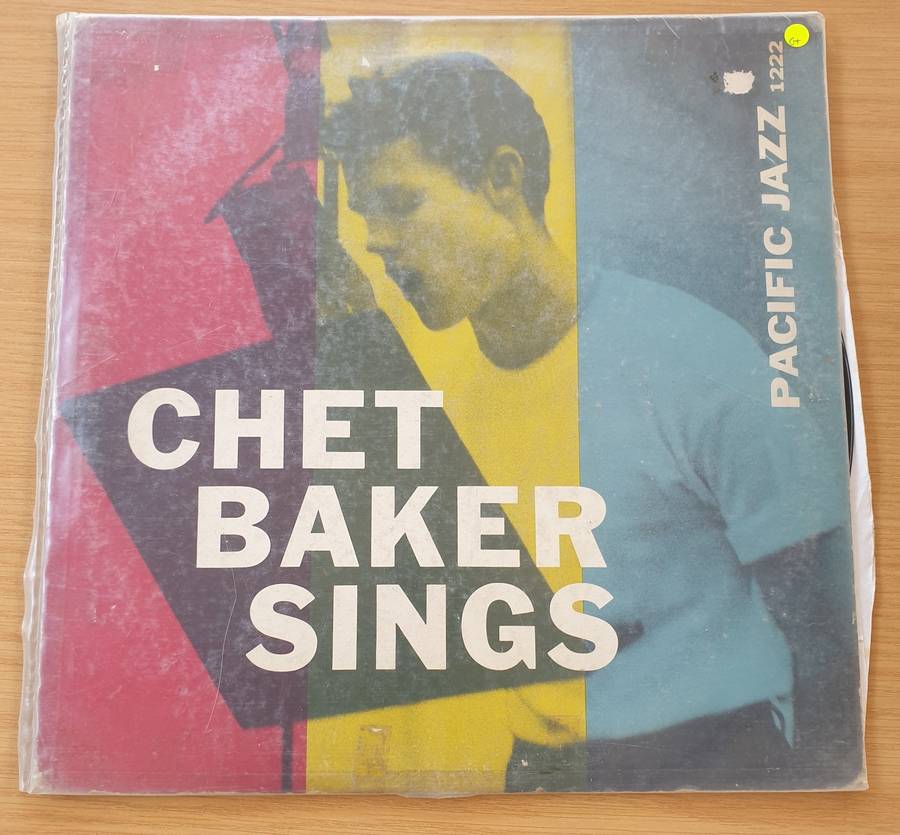 CHET
BAKER
SINGS
PACIFIC JAZZ 1222
G+